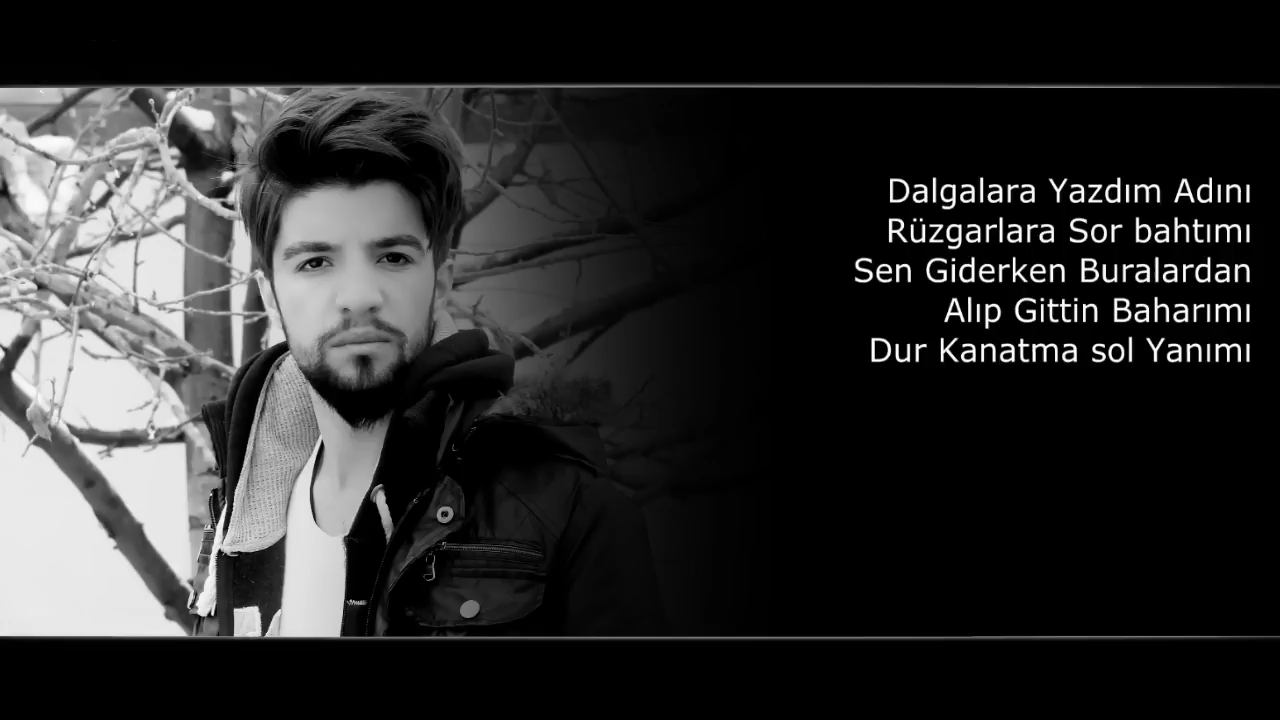 Dalgalara Yazdım Adını
Rüzgarlara Sor bahtımı
Sen Giderken Buralardan
Alıp Gittin Baharımı
Dur Kanatma sol Yanımı